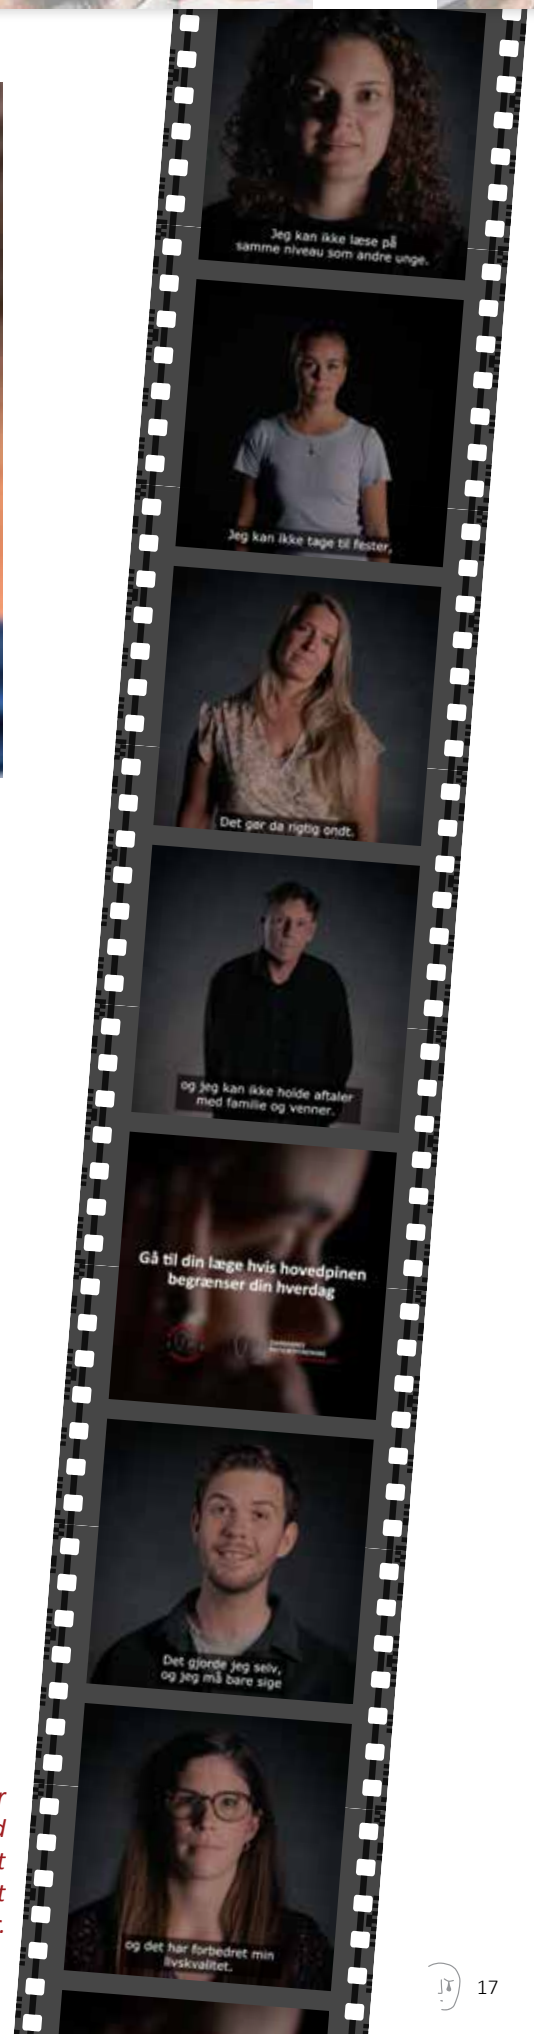 Jeg kan ikke læse på
samme niveau som andre unge.
Jeg kan ikke tage til fester,
Det gør da rigtig ondt.
og jeg kan ikke holde aftaler
med familie og venner.
Gå til din læge hvis hovedpinen
begrænser din hverdag
Det gjorde jeg selv,
og jeg må bare sige
r
d
t
t
og det har forbedret min
livskvalitet.
17